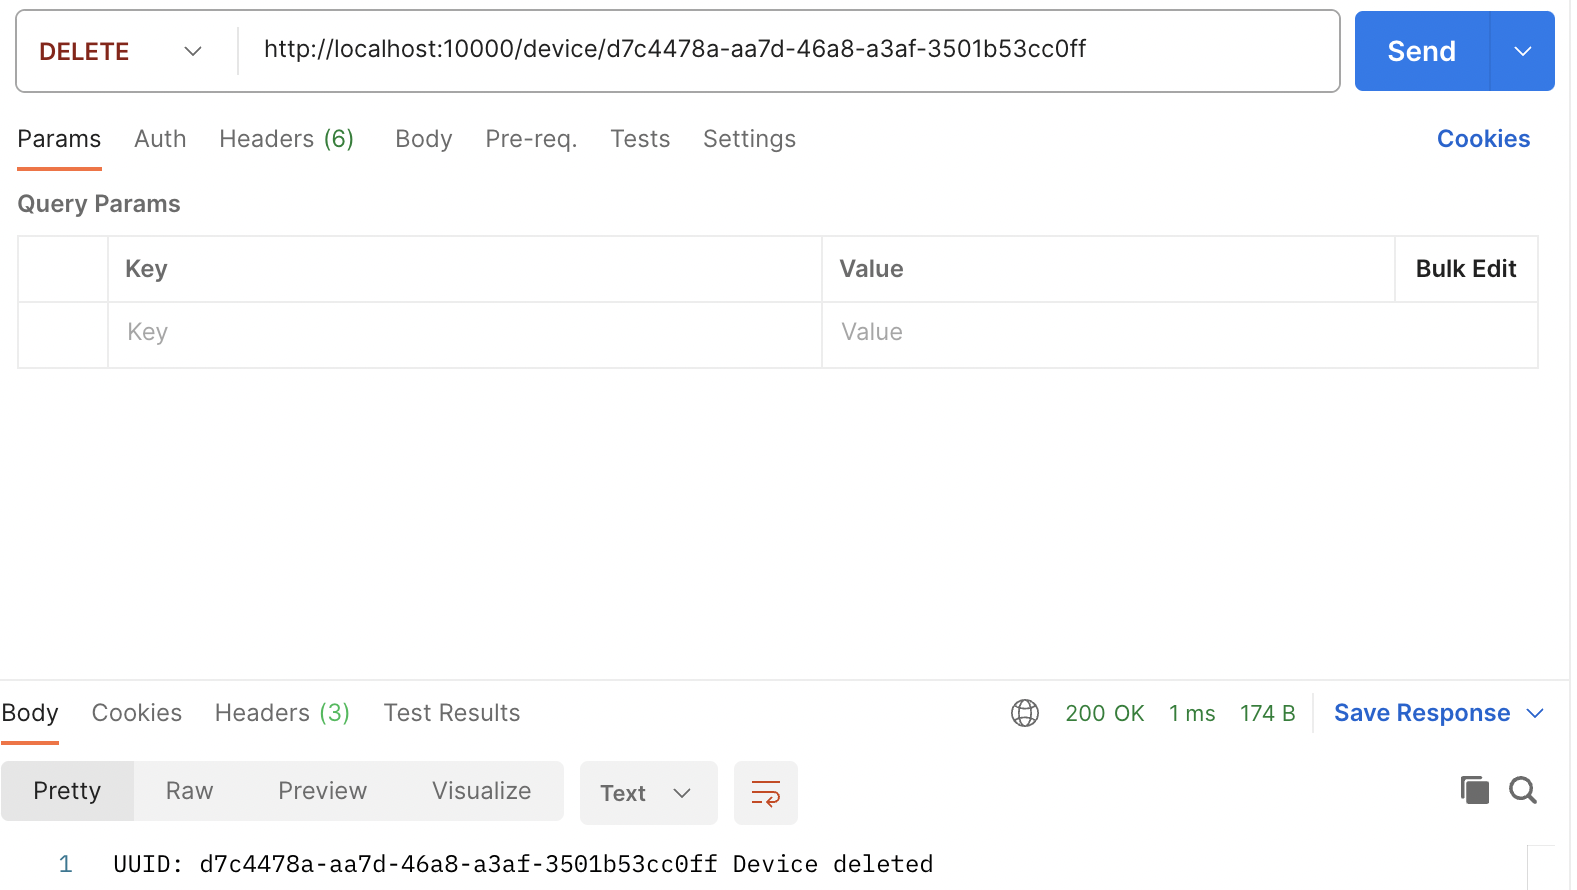 DELETE http://localhost:10000/device/d7c4478a-aa7d-46a8-a3af-3501b53cc0ff Send
Params Auth Headers (6) Body Pre-req. Tests Settings Cookies
Query Params
Key Value Bulk Edit
Key Value
Body Cookies Headers (3) Test Results 200 OK 1 ms 174 B Save Response
Pretty Raw Preview Visualize Text
1 UUID: d7c4478a-aa7d-46a8-a3af-3501b53cc0ff Device deleted